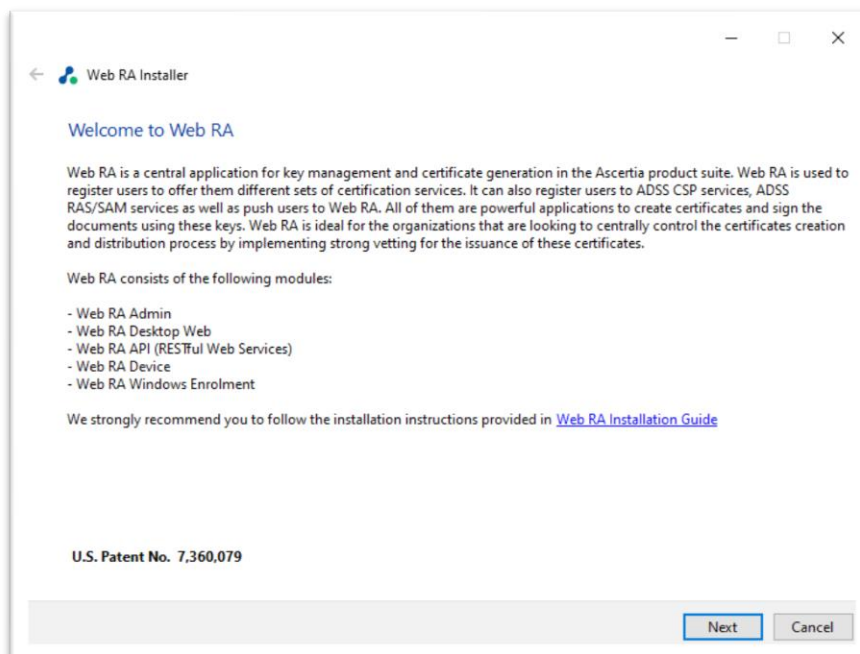 Web RA Installer
Welcome to Web RA
Web RA is a central application for key management and certificate generation in the Ascertia product suite. Web RA is used to
register users to offer them different sets of certification services. It can also register users to ADSS CSP services, ADSS
RAS/SAM services as well as push users to Web RA. All of them are powerful applications to create certificates and sign the
documents using these keys. Web RA is ideal for the organizations that are looking to centrally control the certificates creation
and distribution process by implementing strong vetting for the issuance of these certificates.
Web RA consists of the following modules:
- Web RA Admin
- Web RA Desktop Web
- Web RA API (RESTful Web Services)
- Web RA Device
- Web RA Windows Enrolment
We strongly recommend you to follow the installation instructions provided in Web RA Installation Guide
U.S. Patent No. 7,360,079
Next Cancel